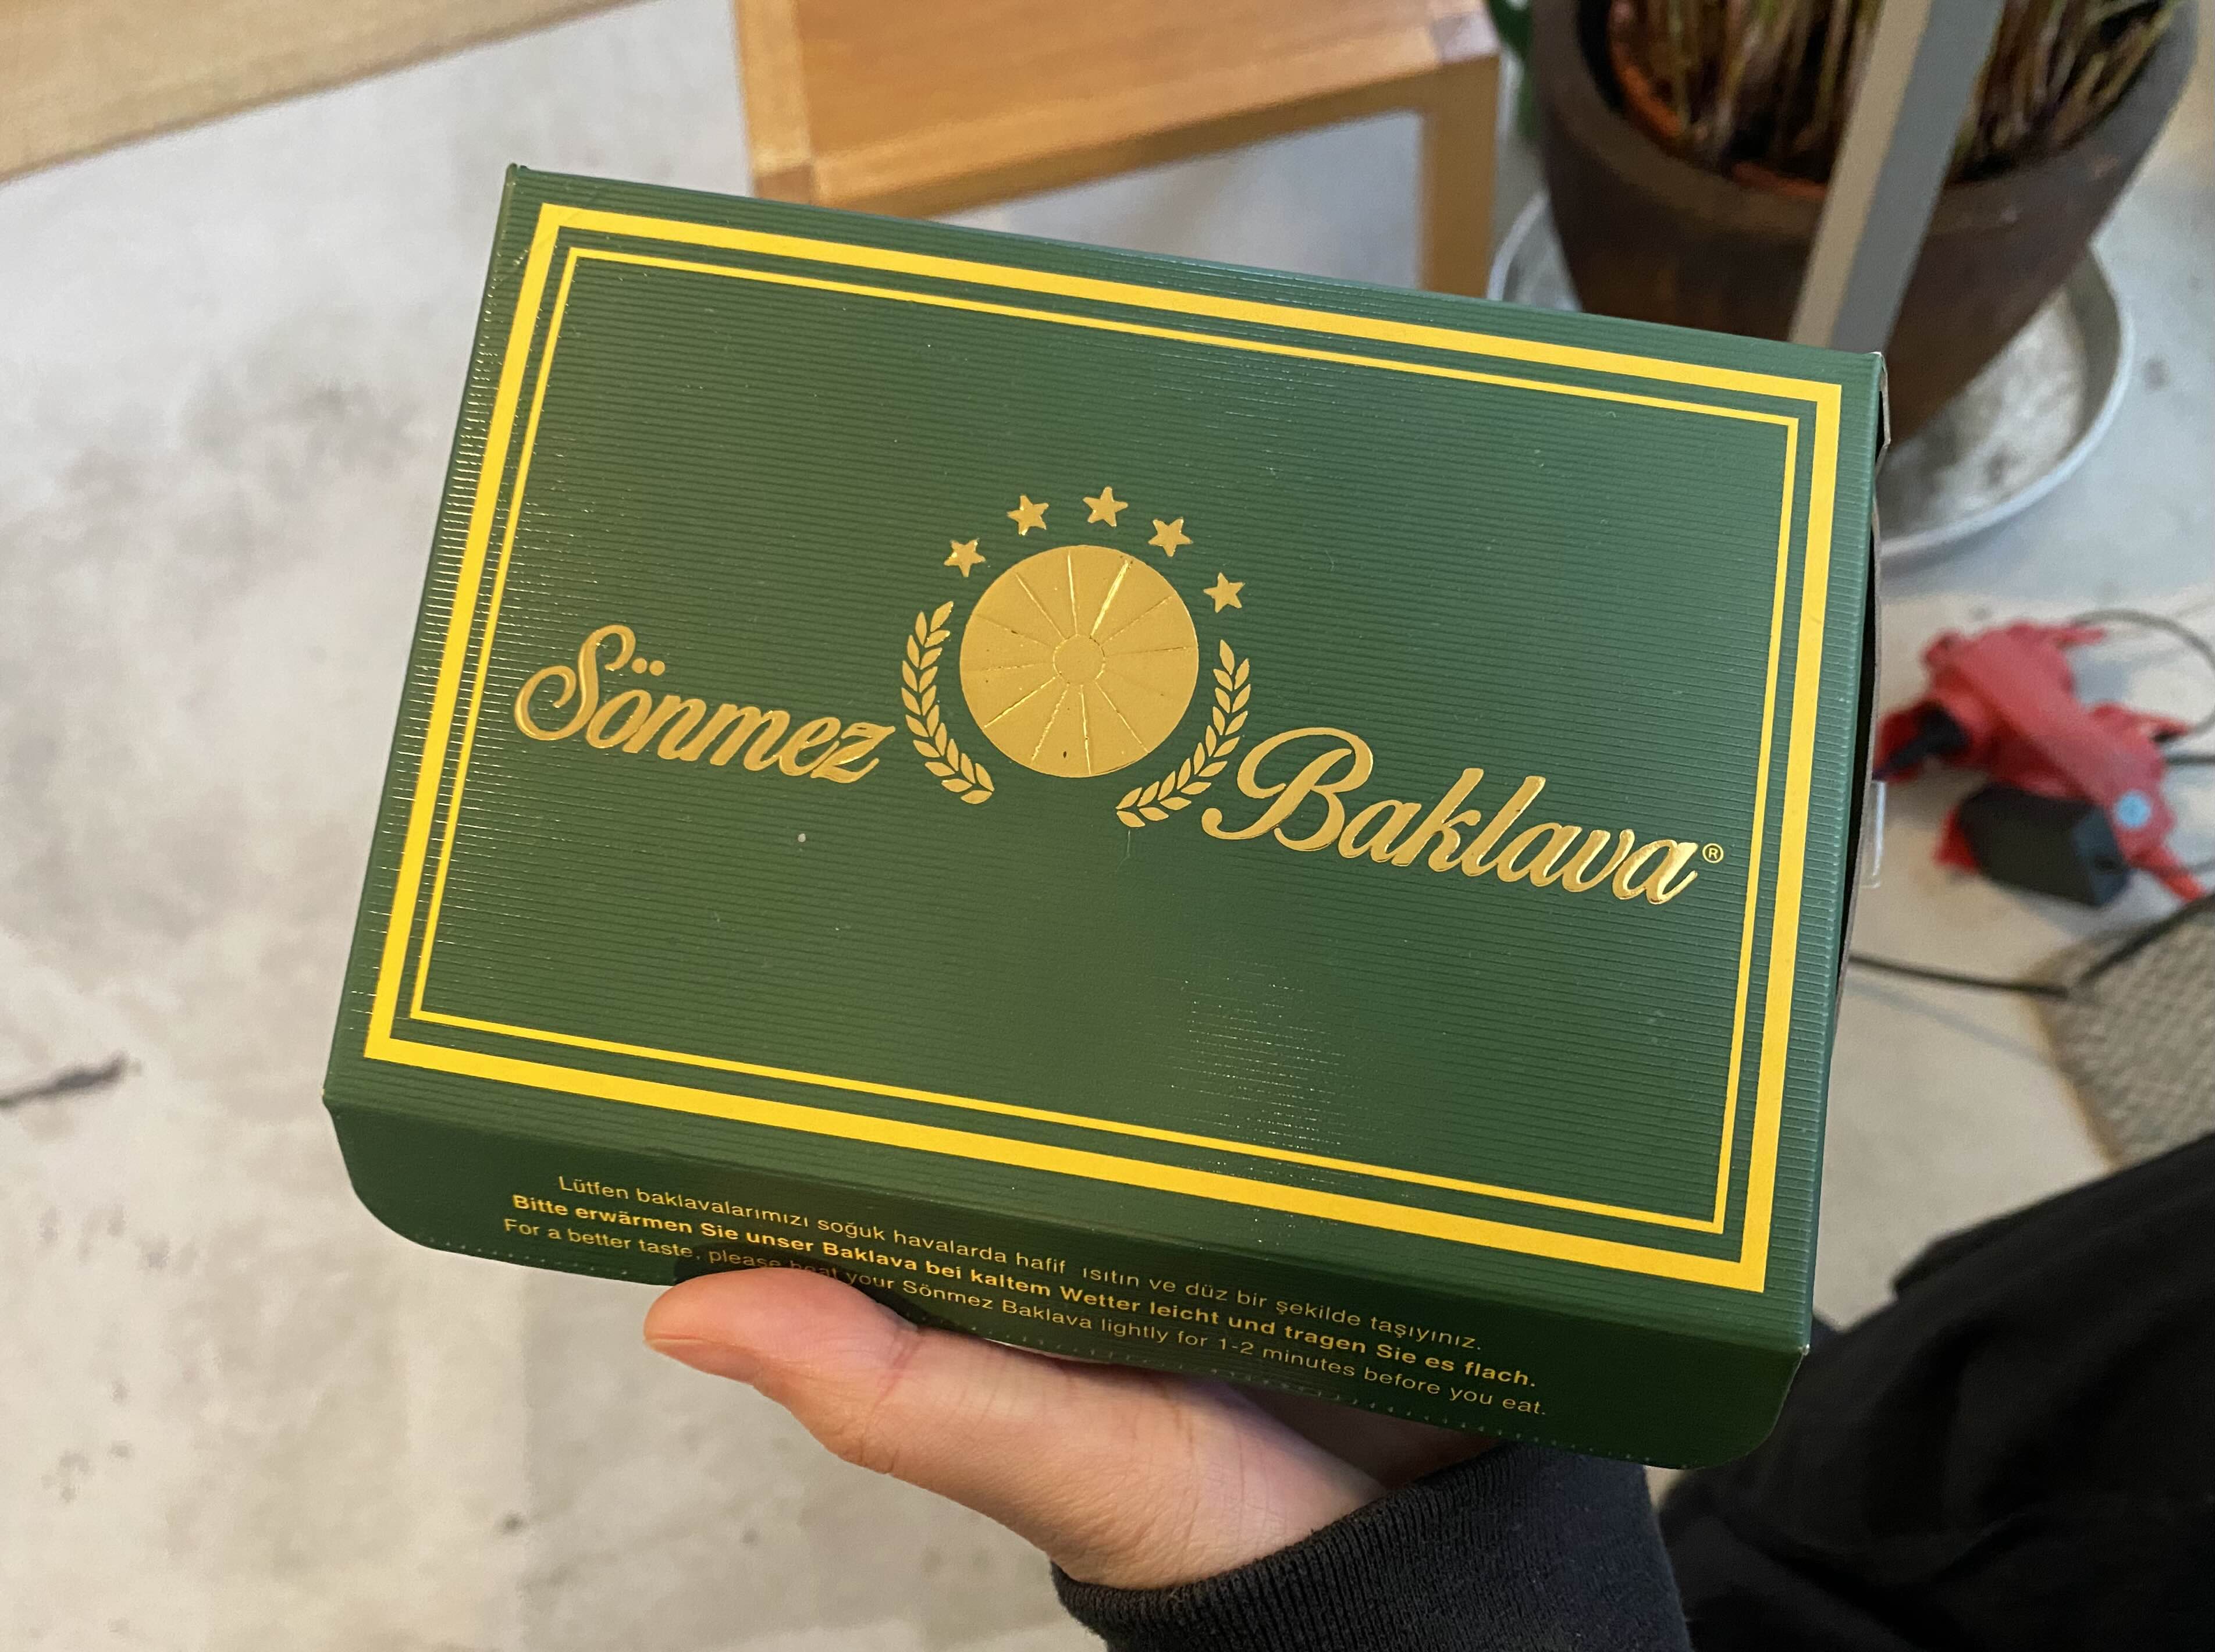 Sönmez Baklava®
Lütfen baklavalarımızı soğuk havalarda hafif ısıtın ve düz bir şekilde taşıyınız.
Bitte erwärmen Sie unser Baklava bei kaltem Wetter leicht und tragen Sie es flach.
For a better taste, please heat your Sönmez Baklava lightly for 1-2 minutes before you eat.